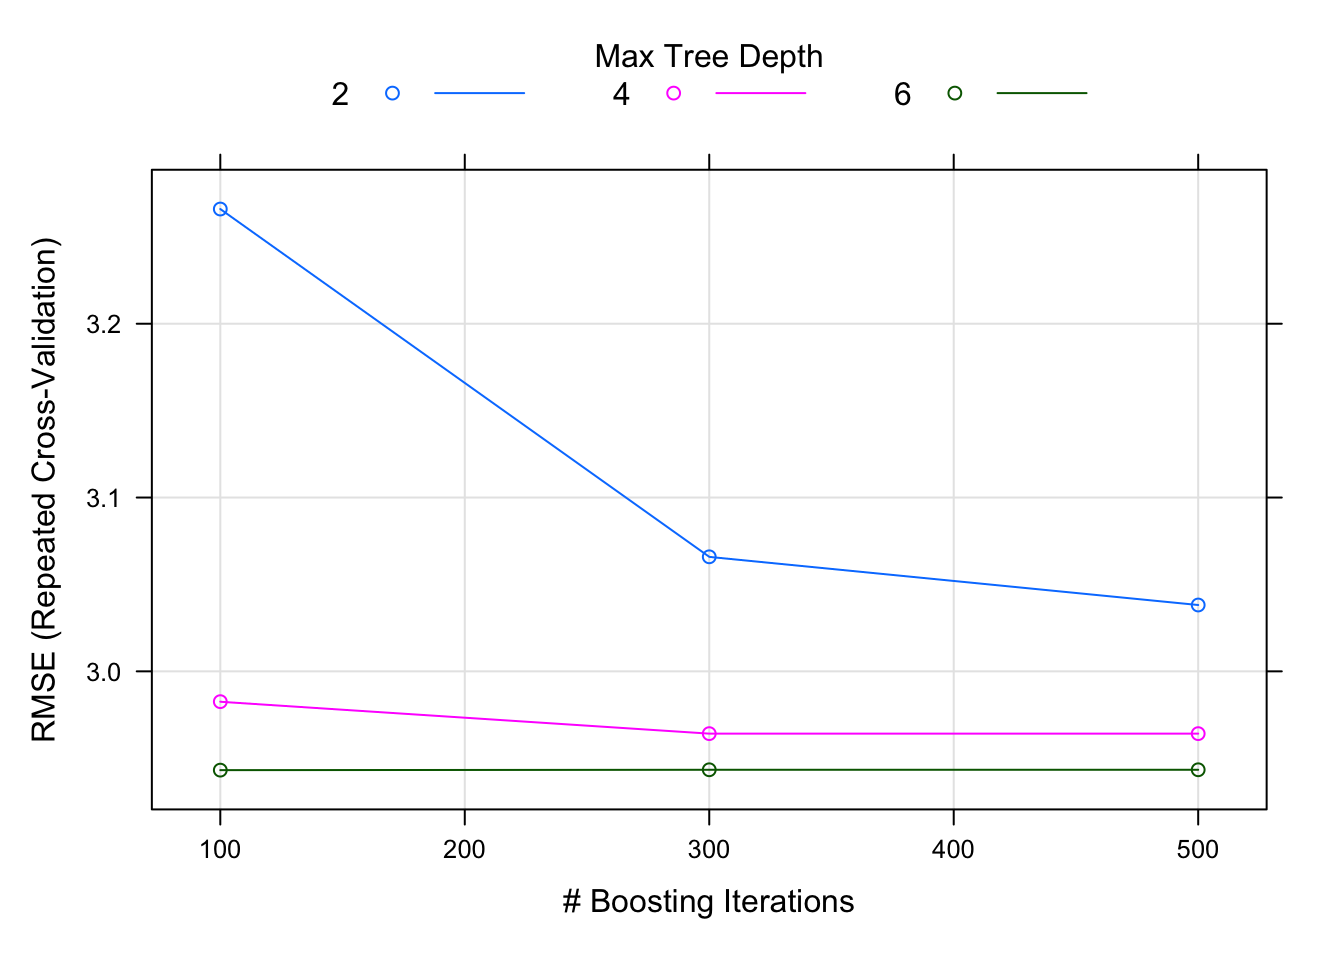 Max Tree Depth
2 4 6
RMSE (Repeated Cross-Validation)
3.2
3.1
3.0
100 200 300 400 500
# Boosting Iterations